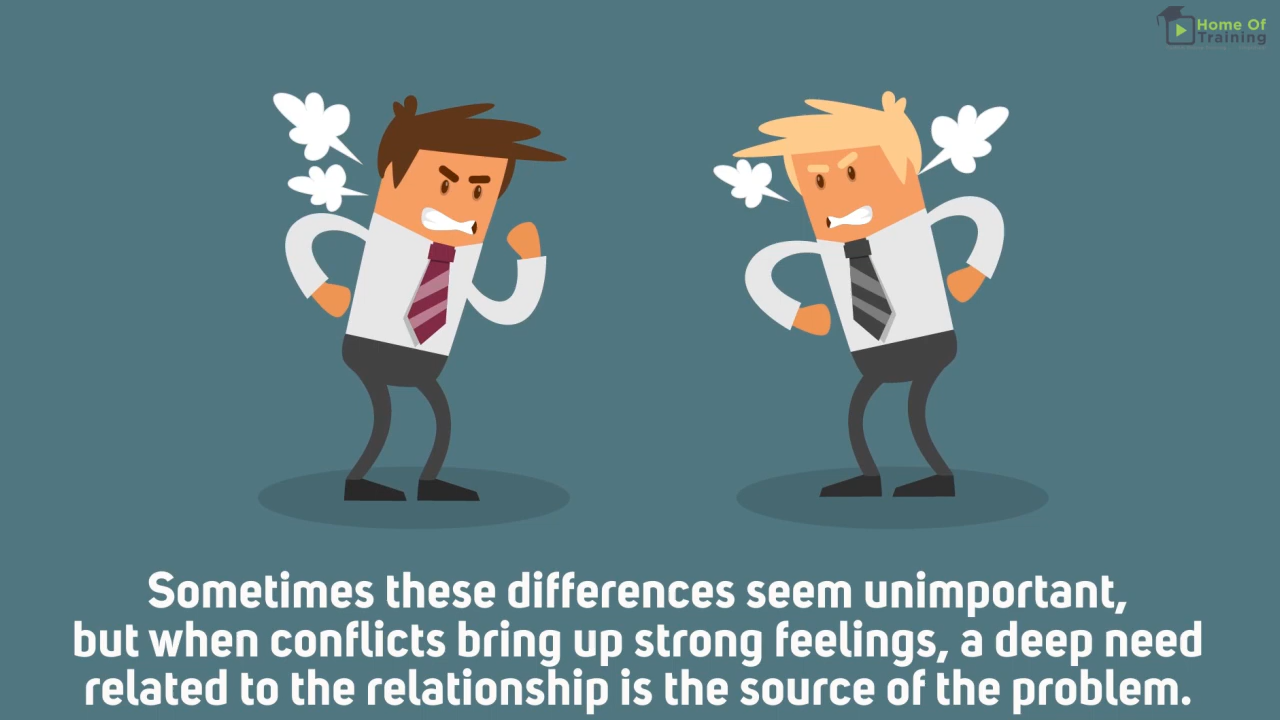 Home Of
Training
Sometimes these differences seem unimportant,
but when conflicts bring up strong feelings, a deep need
related to the relationship is the source of the problem.